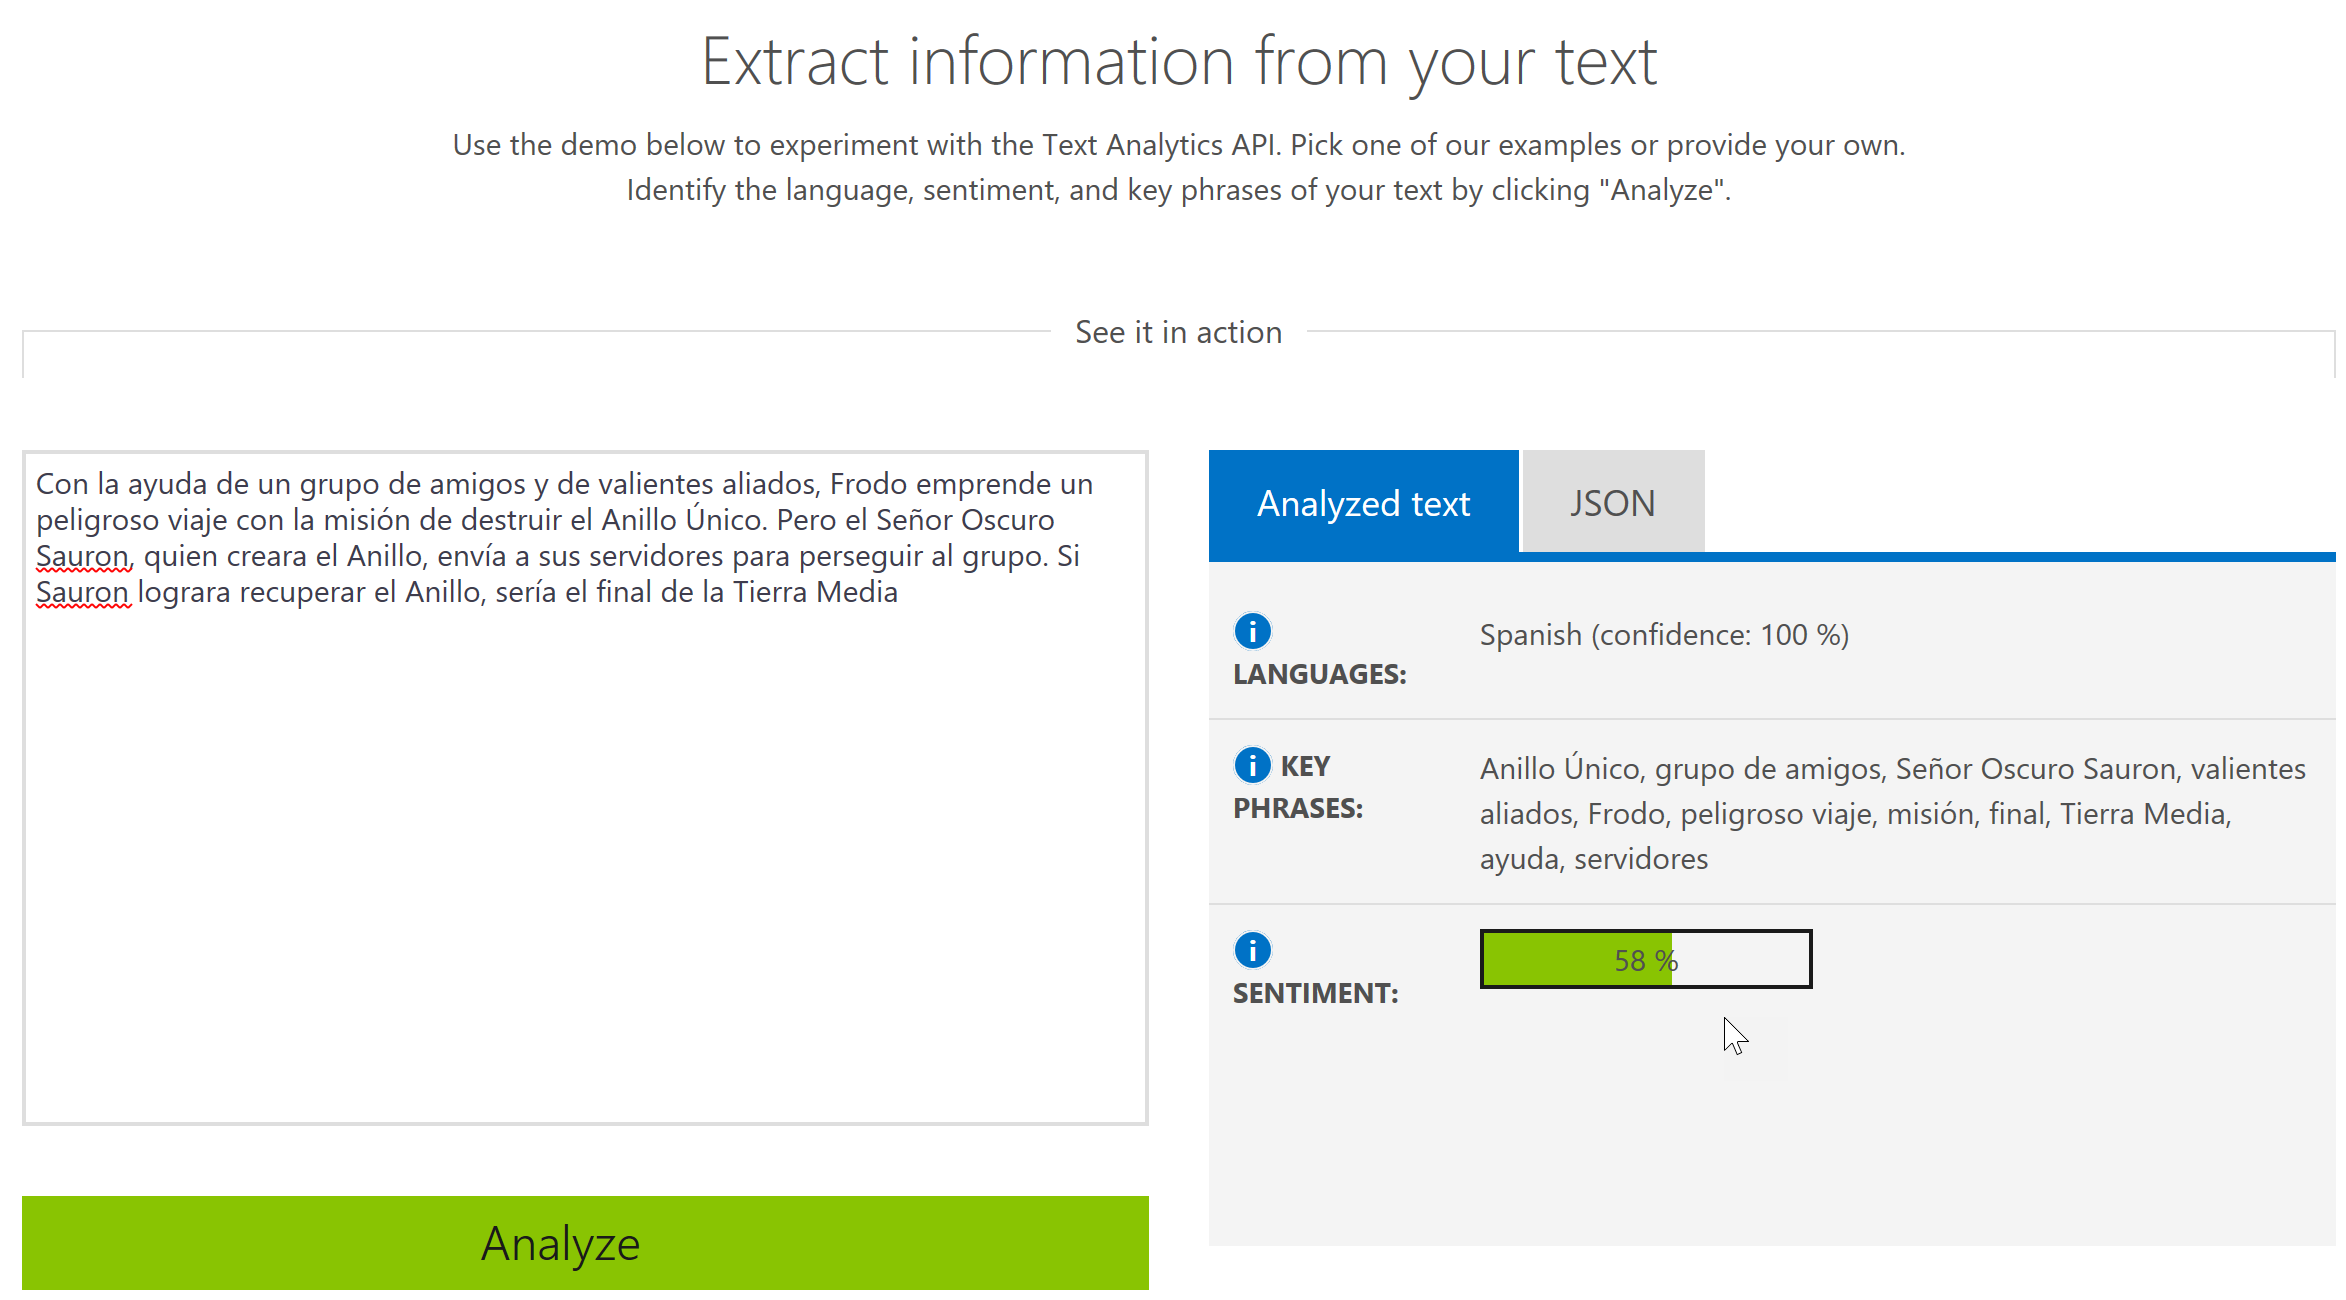 Extract information from your text
Use the demo below to experiment with the Text Analytics API. Pick one of our examples or provide your own.
Identify the language, sentiment, and key phrases of your text by clicking "Analyze".
See it in action
Con la ayuda de un grupo de amigos y de valientes aliados, Frodo emprende un
peligroso viaje con la misión de destruir el Anillo Único. Pero el Señor Oscuro
Sauron, quien creara el Anillo, envía a sus servidores para perseguir al grupo. Si
Sauron lograra recuperar el Anillo, sería el final de la Tierra Media
Analyze
Analyzed text
JSON
i
LANGUAGES:
Spanish (confidence: 100 %)
i KEY
PHRASES:
Anillo Único, grupo de amigos, Señor Oscuro Sauron, valientes
aliados, Frodo, peligroso viaje, misión, final, Tierra Media,
ayuda, servidores
i
SENTIMENT:
58 %